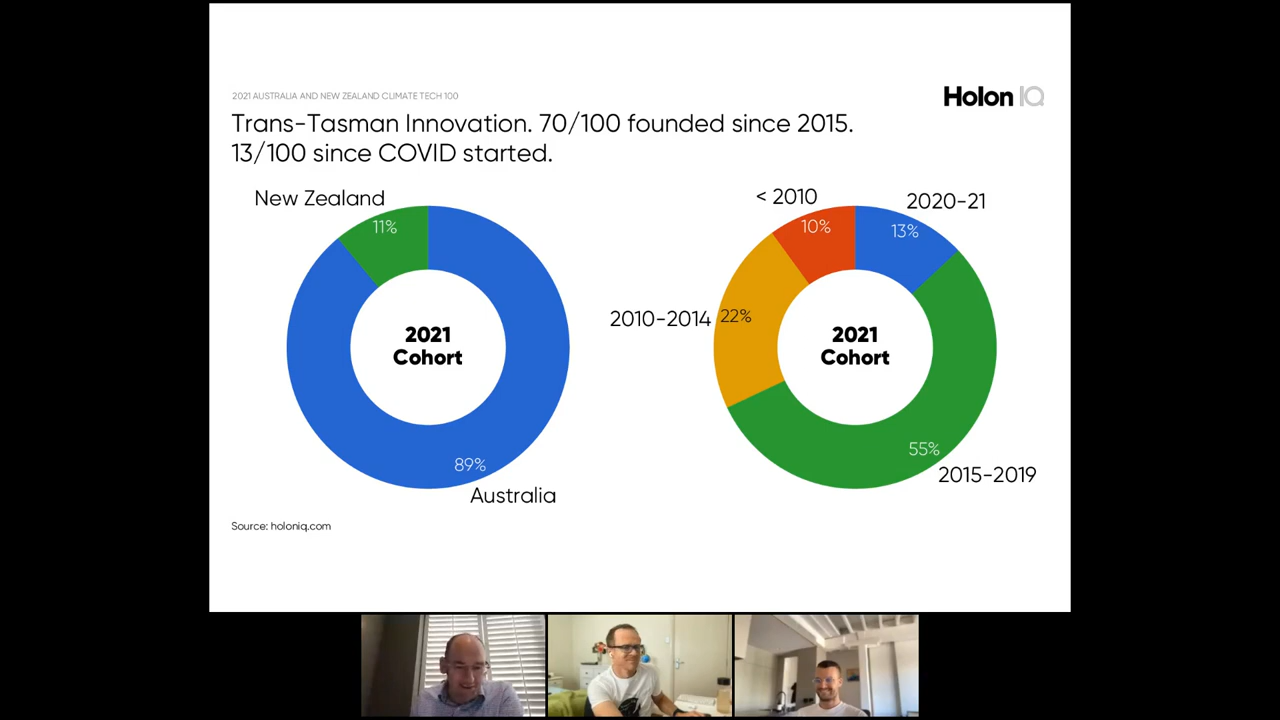 2021 AUSTRALIA AND NEW ZEALAND CLIMATE TECH 100
Holon IQ
Trans-Tasman Innovation. 70/100 founded since 2015.
13/100 since COVID started.
New Zealand
11%
2021
Cohort
89%
Australia
< 2010
10%
2020-21
13%
2010-2014
22%
2021
Cohort
55%
2015-2019
Source: holoniq.com